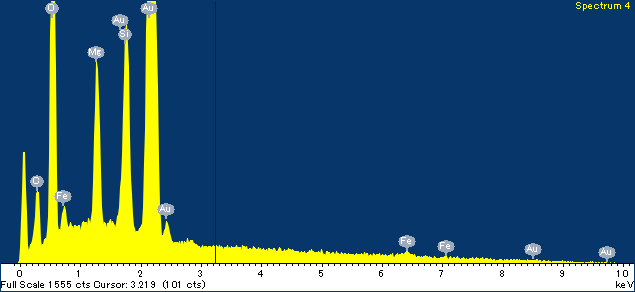 Spectrum 4
O
Au
Au
Si
Mg
Fe
Au
Fe
Fe
Au
Au
0 1 2 3 4 5 6 7 8 9 10
Full Scale 1555 cts Cursor: 3.219 (101 cts) keV